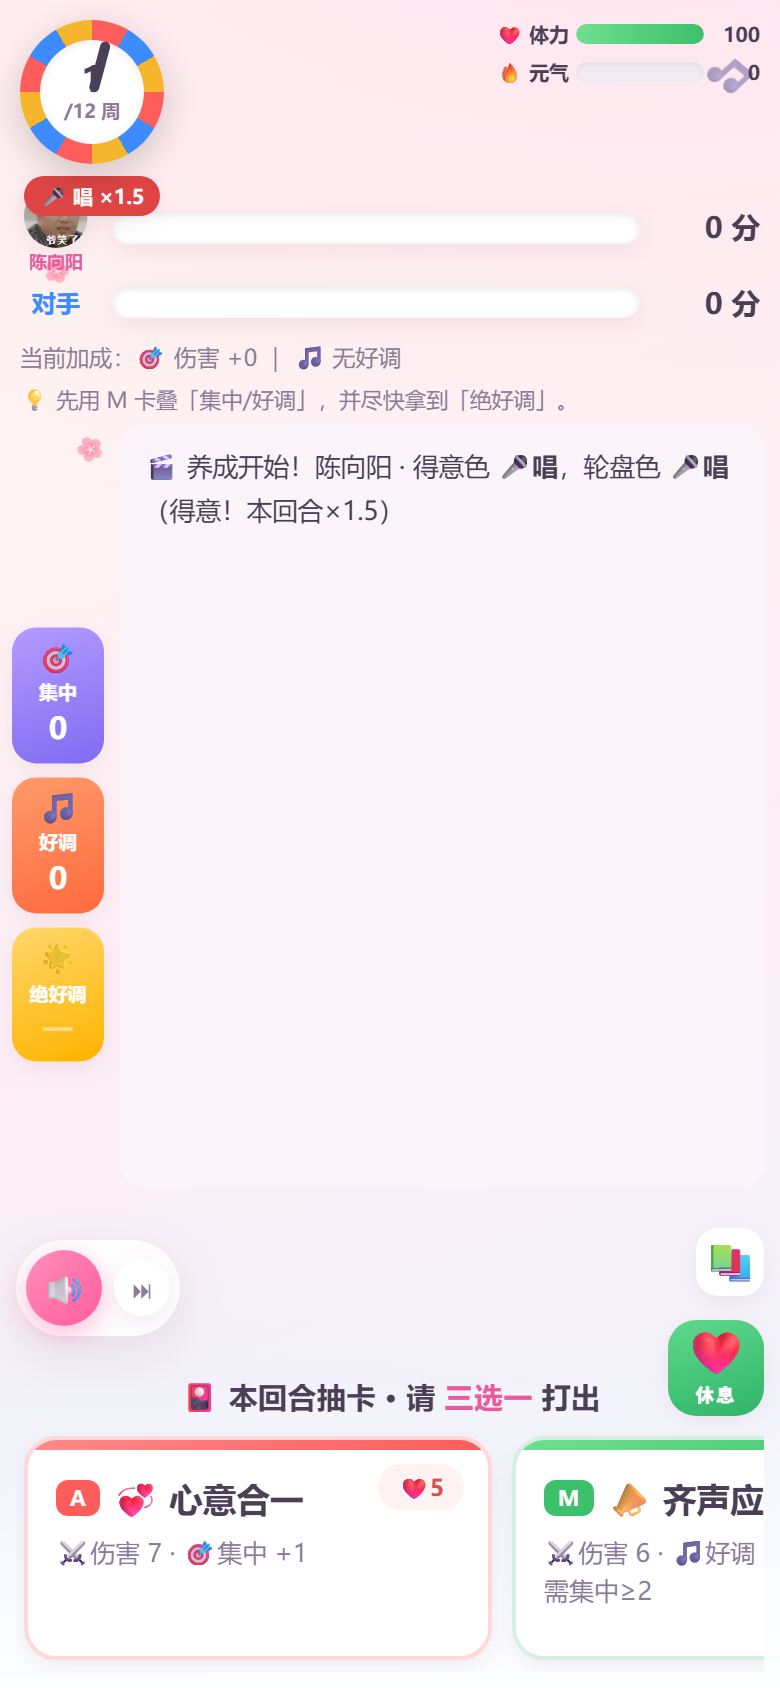 1
/12 周
体力 100
元气 0
唱 ×1.5
爷笑了
陈向阳
0 分
对手
0 分
当前加成： 伤害 +0 | 无好调
先用 M 卡叠「集中/好调」，并尽快拿到「绝好调」。
养成开始！陈向阳 · 得意色 唱，轮盘色 唱
（得意！本回合×1.5）
集中
0
好调
0
绝好调
—
休息
本回合抽卡 • 请 三选一 打出
A 心意合一 5
伤害 7 · 集中 +1
M 齐声应
伤害 6 · 好调
需集中≥2